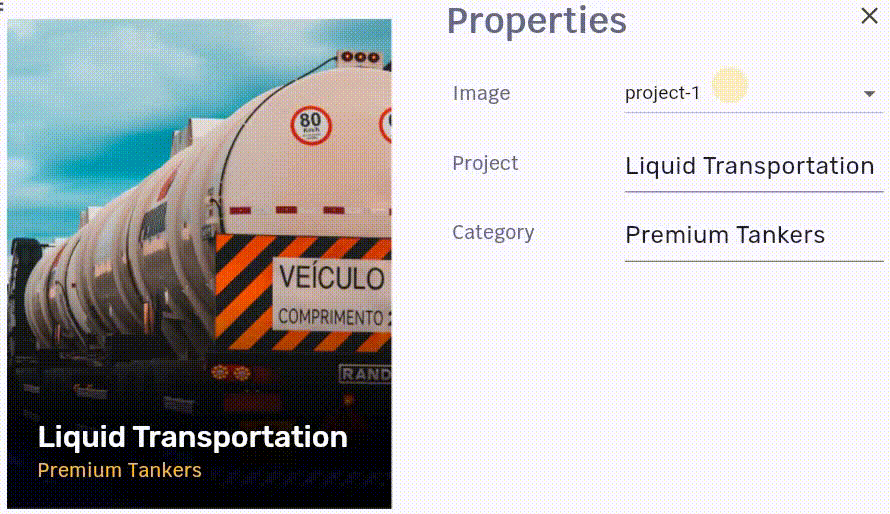 Properties
Image
project-1
Project
Liquid Transportation
Category
Premium Tankers
80
Km/h
VEÍCULO
COMPRIMENTO
RAND
Liquid Transportation
Premium Tankers